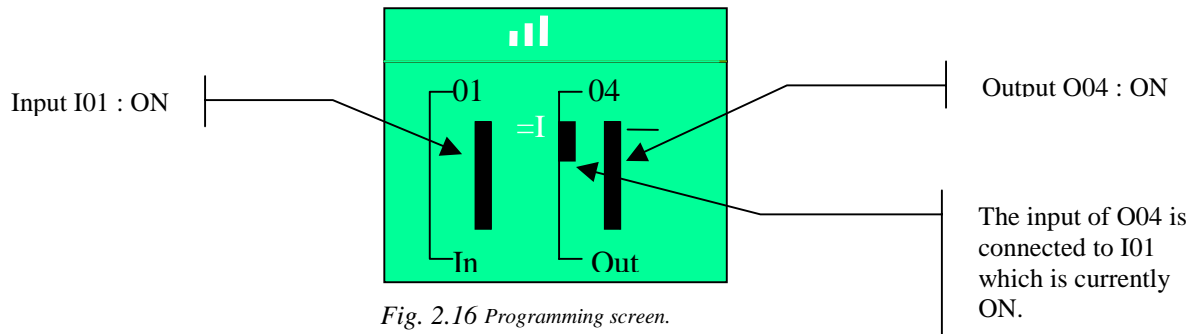 Input I01 : ON
01
04
Output O04 : ON
=I
In
Out
The input of O04 is
connected to I01
which is currently
ON.
Fig. 2.16 Programming screen.